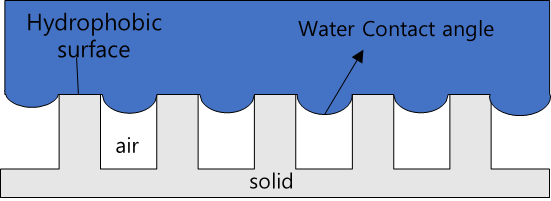 Hydrophobic
surface
Water Contact angle
air
solid